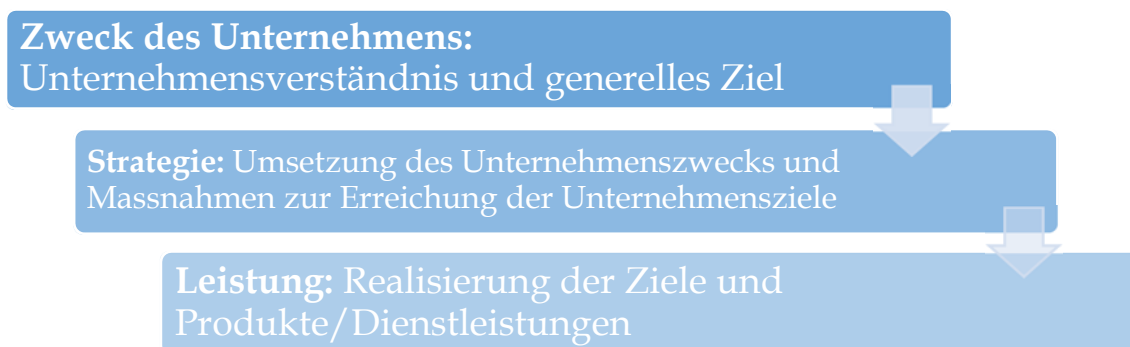 Zweck des Unternehmens:
Unternehmensverständnis und generelles Ziel
Strategie: Umsetzung des Unternehmenszwecks und
Massnahmen zur Erreichung der Unternehmensziele
Leistung: Realisierung der Ziele und
Produkte/Dienstleistungen